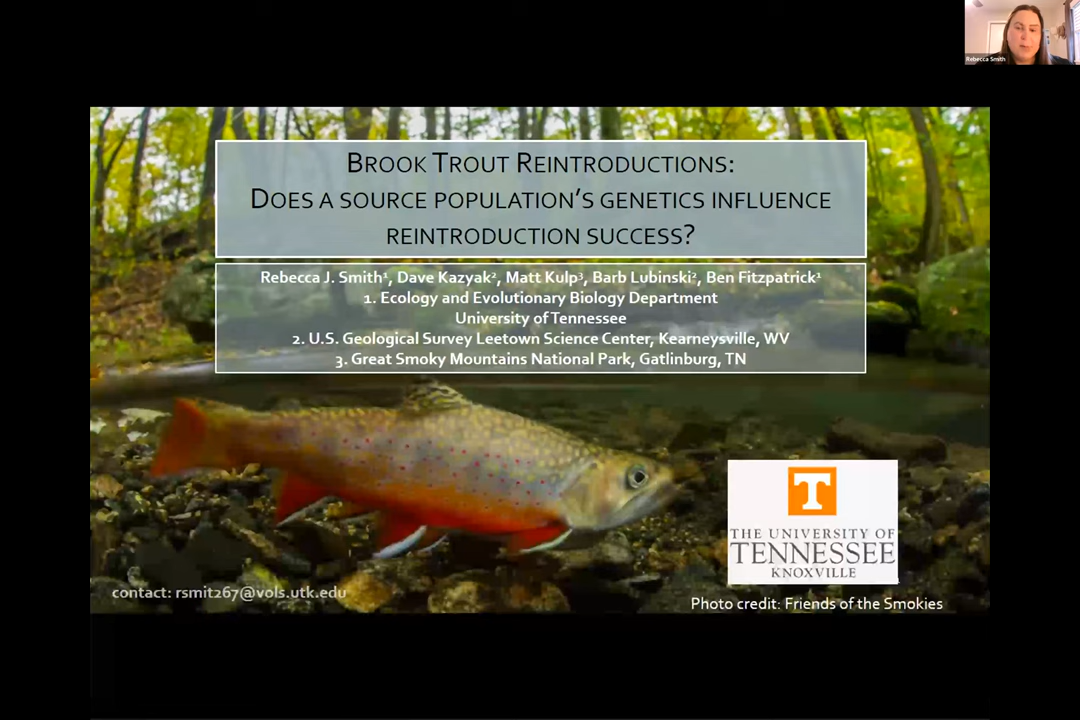 Rebecca Smith
BROOK TROUT REINTRODUCTIONS:
DOES A SOURCE POPULATION'S GENETICS INFLUENCE
REINTRODUCTION SUCCESS?
Rebecca J. Smith¹, Dave Kazyak², Matt Kulp³, Barb Lubinski², Ben Fitzpatrick¹
1. Ecology and Evolutionary Biology Department
University of Tennessee
2. U.S. Geological Survey Leetown Science Center, Kearneysville, WV
3. Great Smoky Mountains National Park, Gatlinburg, TN
T
THE UNIVERSITY OF
TENNESSEE
KNOXVILLE
contact: rsmit267@vols.utk.edu
Photo credit: Friends of the Smokies